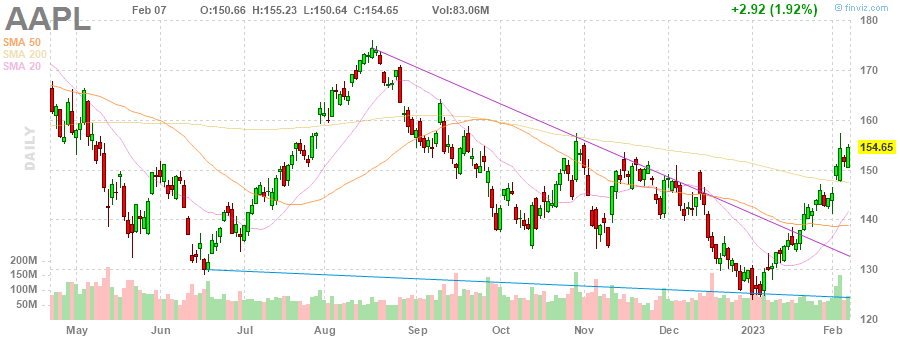 AAPL Feb 07 O:150.66 H:155.23 L:150.64 C:154.65 Vol:83.06M +2.92 (1.92%) © finviz.com
SMA 50
SMA 200
SMA 20
DAILY
180
170
160
154.65
150
140
130
120
200M
150M
100M
50M
May Jun Jul Aug Sep Oct Nov Dec 2023 Feb